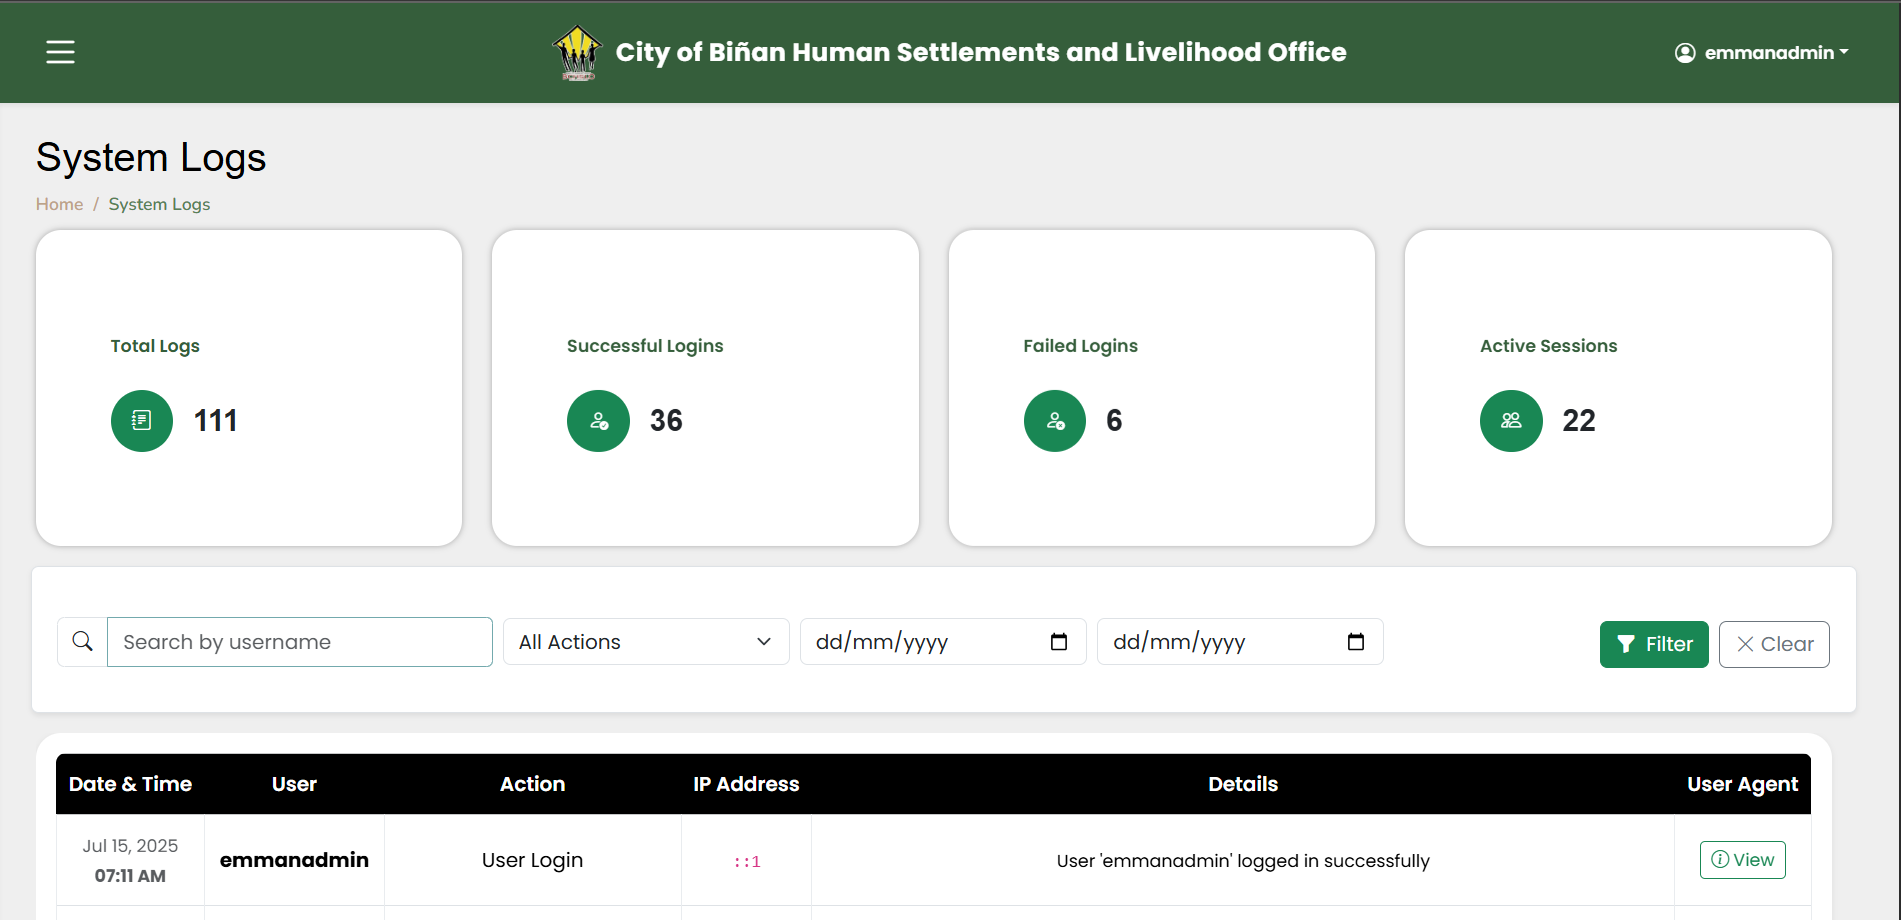 City of Biñan Human Settlements and Livelihood Office
emmanadmin
System Logs
Home / System Logs
Total Logs
111
Successful Logins
36
Failed Logins
6
Active Sessions
22
Search by username
All Actions
dd/mm/yyyy
dd/mm/yyyy
Filter
Clear
Date & Time User Action IP Address Details User Agent
Jul 15, 2025
07:11 AM
emmanadmin
User Login
::1
User 'emmanadmin' logged in successfully
View